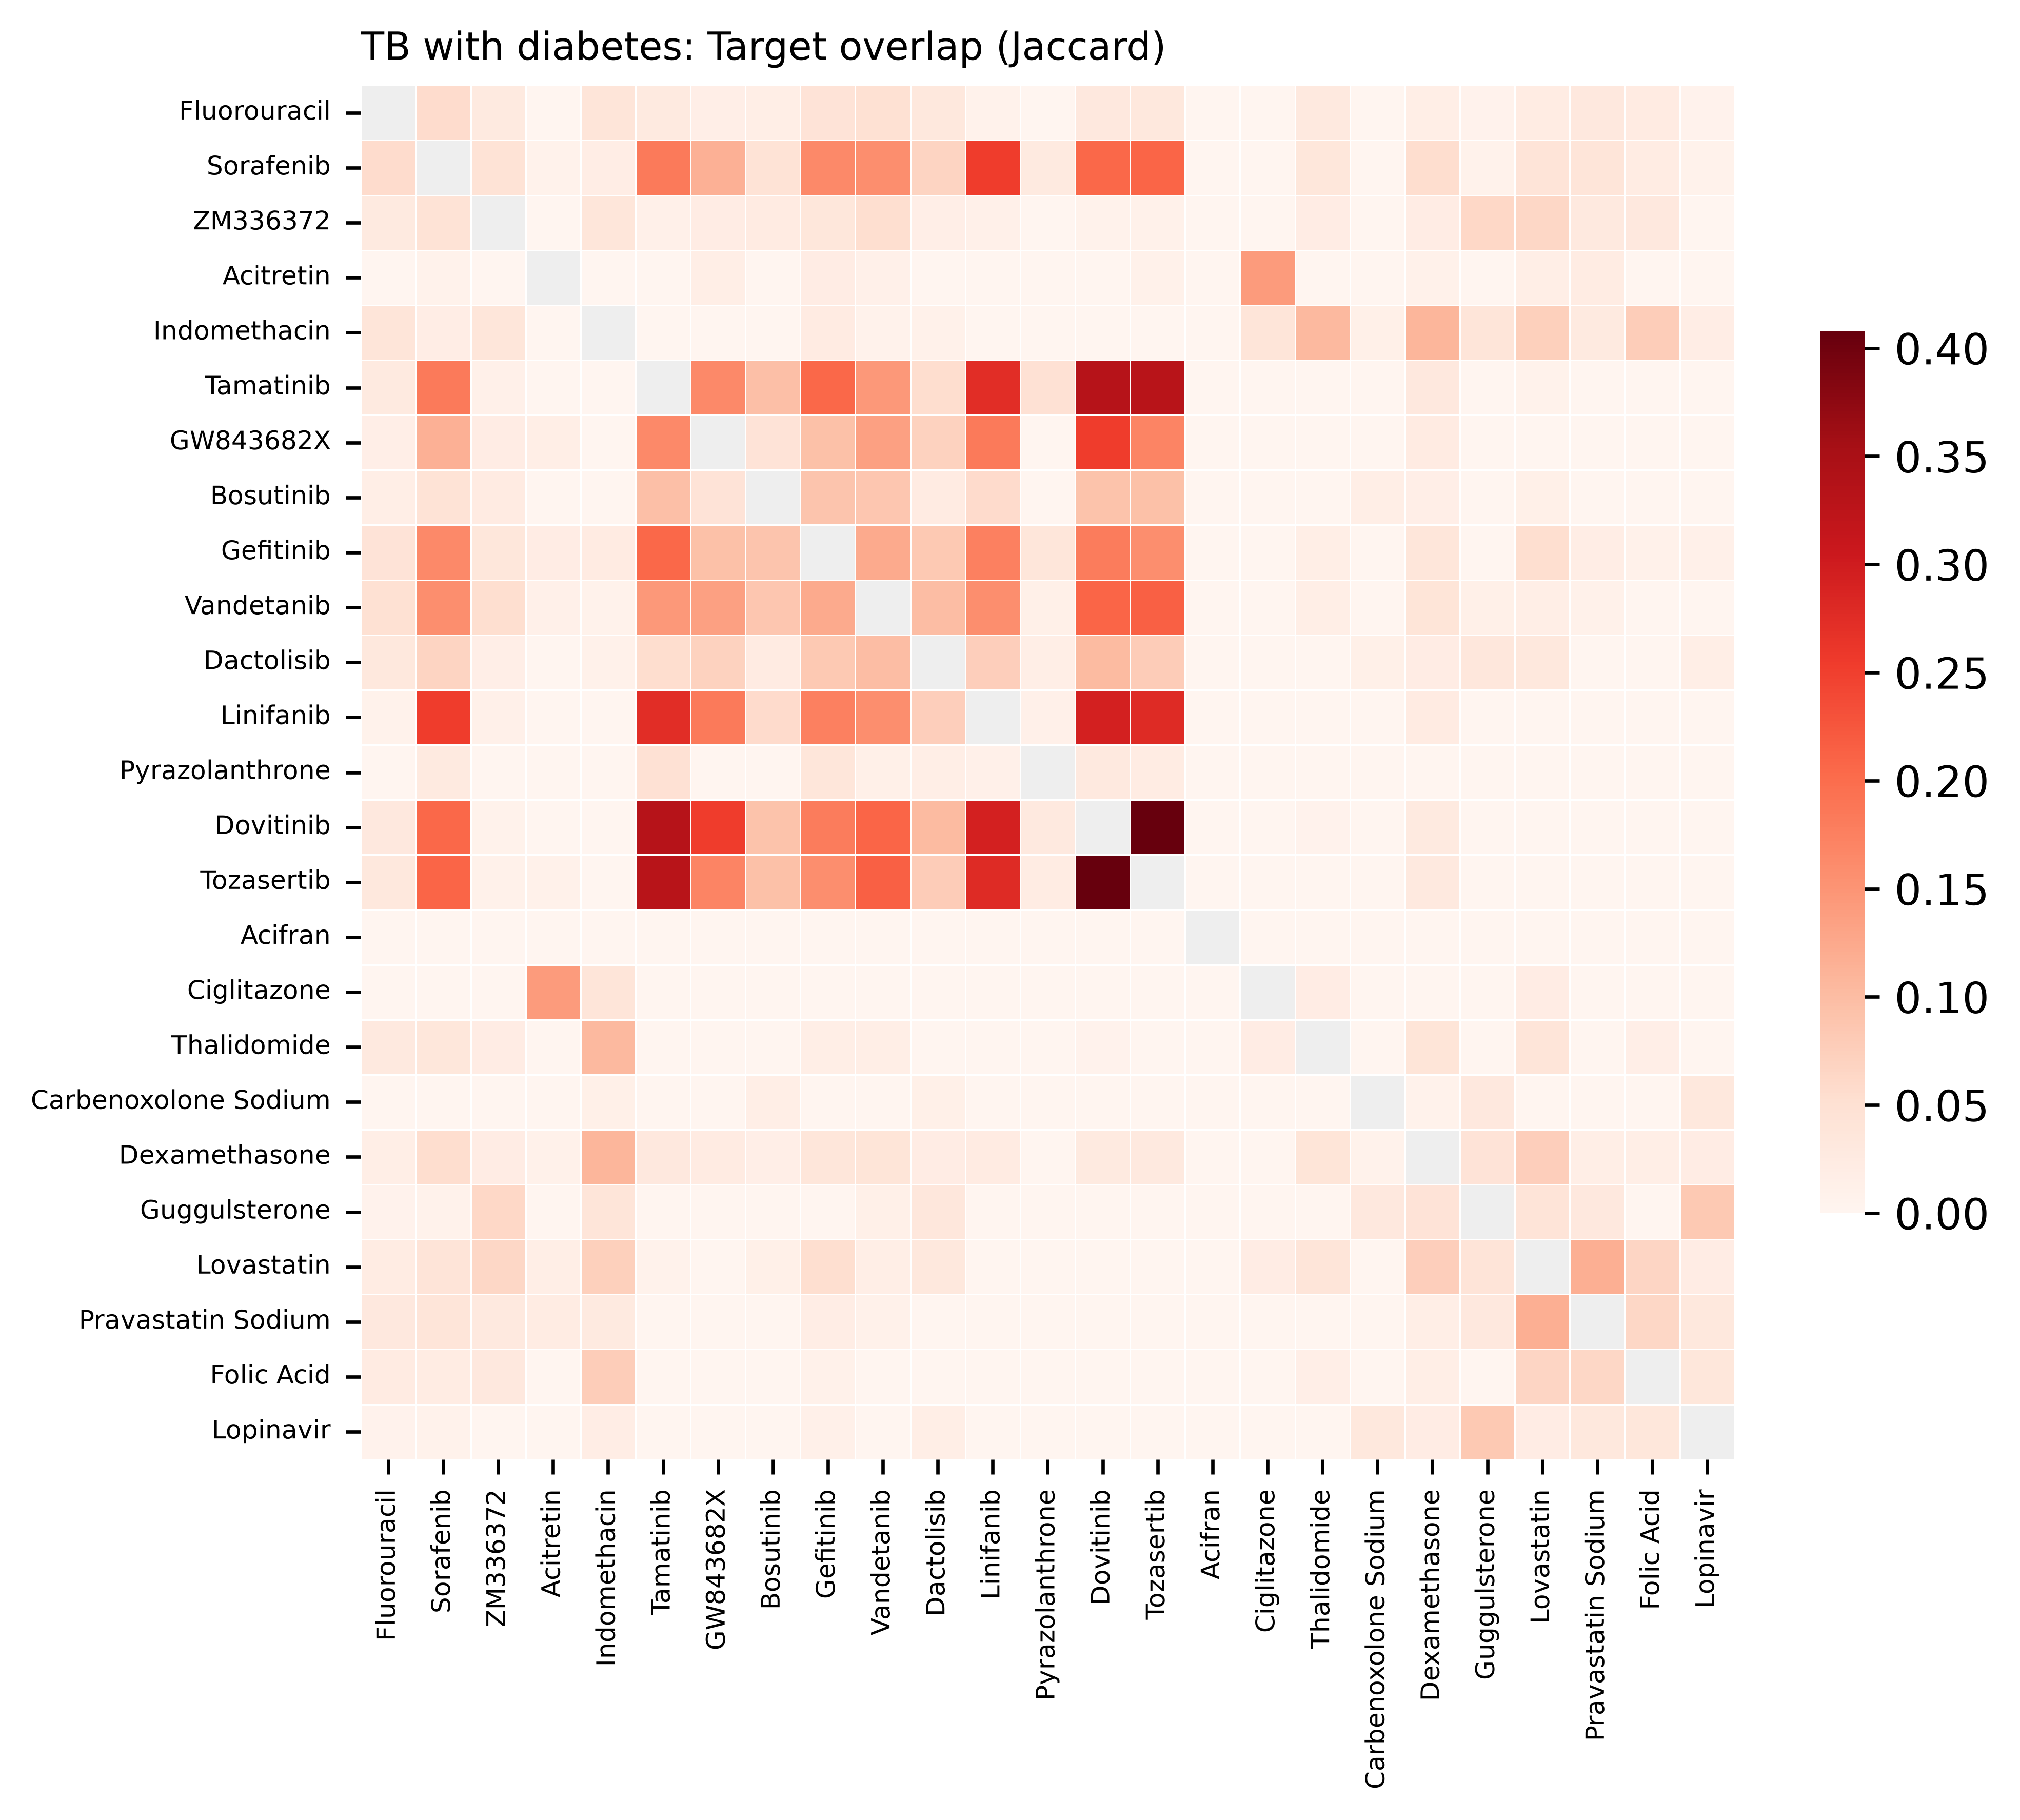 TB with diabetes: Target overlap (Jaccard)
Fluorouracil
Sorafenib
ZM336372
Acitretin
Indomethacin
Tamatinib
GW843682X
Bosutinib
Gefitinib
Vandetanib
Dactolisib
Linifanib
Pyrazolanthrone
Dovitinib
Tozasertib
Acifran
Ciglitazone
Thalidomide
Carbenoxolone Sodium
Dexamethasone
Guggulsterone
Lovastatin
Pravastatin Sodium
Folic Acid
Lopinavir
Fluorouracil
Sorafenib
ZM336372
Acitretin
Indomethacin
Tamatinib
GW843682X
Bosutinib
Gefitinib
Vandetanib
Dactolisib
Linifanib
Pyrazolanthrone
Dovitinib
Tozasertib
Acifran
Ciglitazone
Thalidomide
Carbenoxolone Sodium
Dexamethasone
Guggulsterone
Lovastatin
Pravastatin Sodium
Folic Acid
Lopinavir
0.40
0.35
0.30
0.25
0.20
0.15
0.10
0.05
0.00